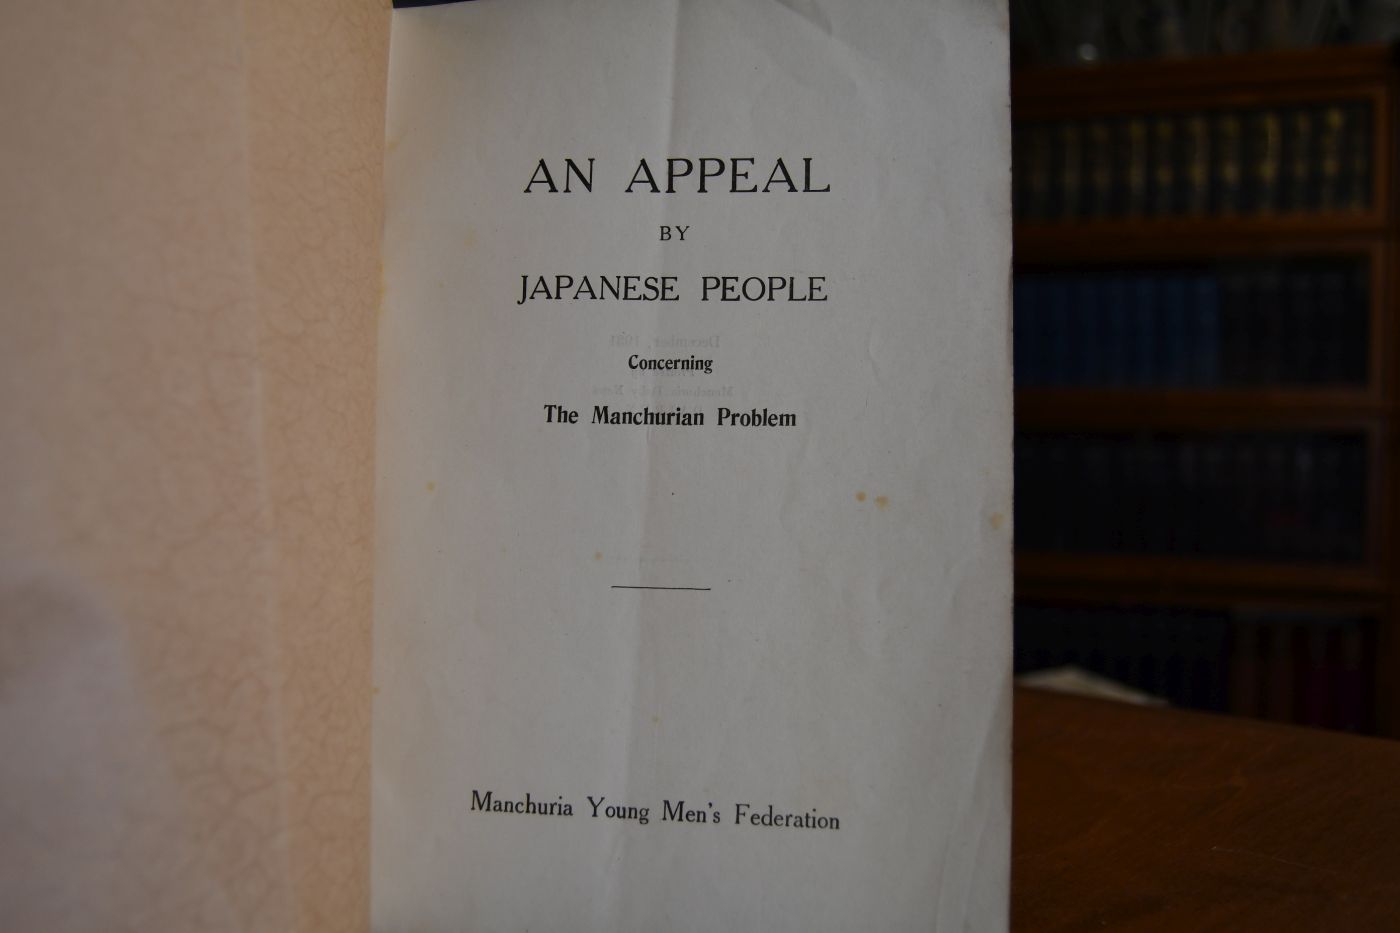 AN APPEAL
BY
JAPANESE PEOPLE
Concerning
The Manchurian Problem
Manchuria Young Men's Federation